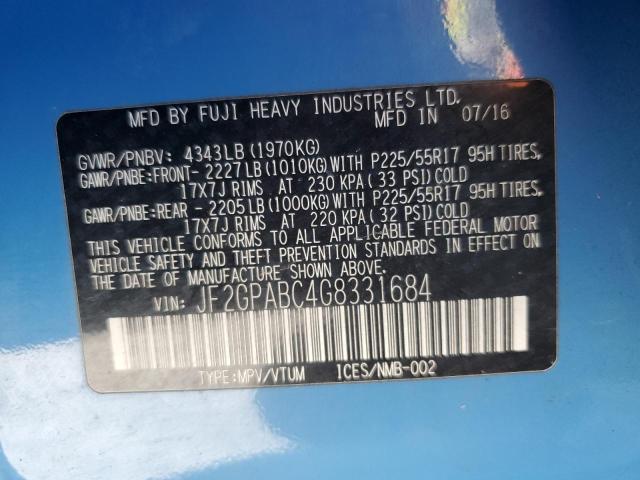 MFD BY FUJI HEAVY INDUSTRIES LTD.
MFD IN 07/16
GVWR/PNBV: 4343LB (1970KG)
GAWR/PNBE:FRONT- 2227LB (1010KG) WITH P225/55R17 95H TIRES,
17X7J RIMS AT 230 KPA (33 PSI) COLD
GAWR/PNBE:REAR - 2205LB (1000KG) WITH P225/55R17 95H TIRES,
17X7J RIMS AT 220 KPA (32 PSI) COLD
THIS VEHICLE CONFORMS TO ALL APPLICABLE FEDERAL MOTOR
VEHICLE SAFETY AND THEFT PREVENTION STANDARDS IN EFFECT ON
THE DATE OF MANUFACTURE SHOWN ABOVE.
VIN: JF2GPABC4G8331684
TYPE:MPV/VTUM ICES/NMB-002